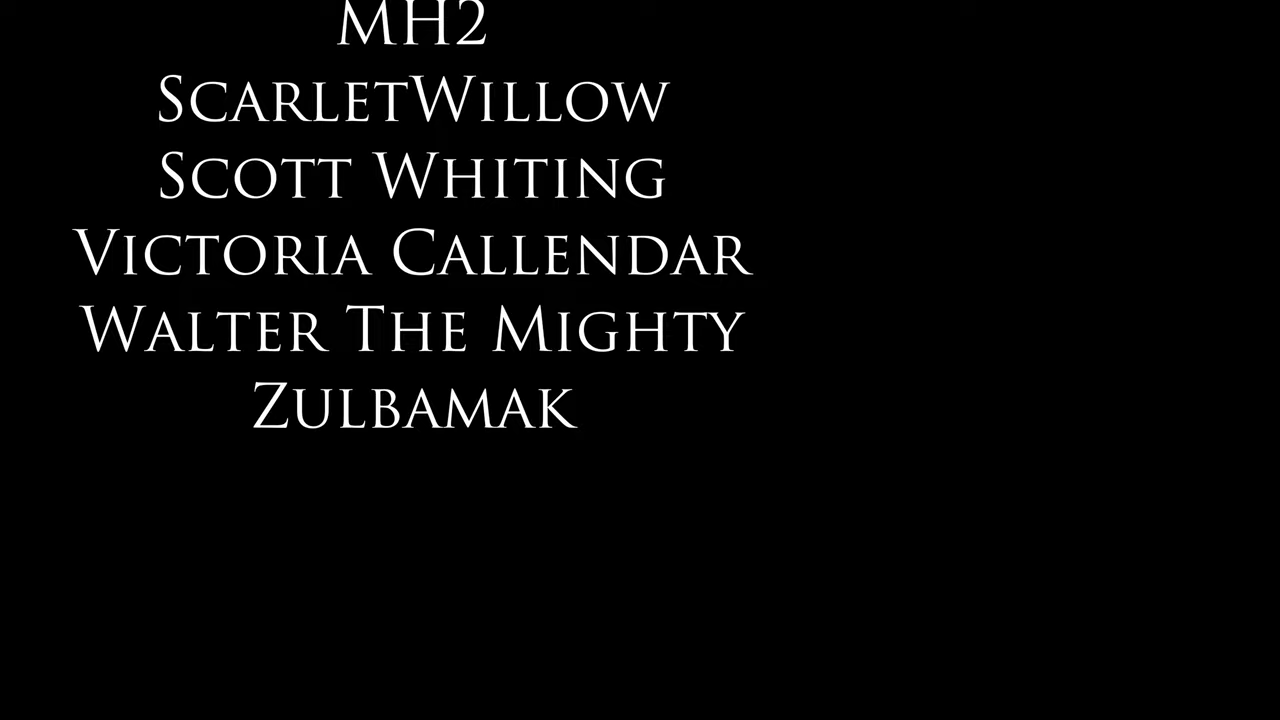 MH2
ScarletWillow
Scott Whiting
Victoria Callendar
Walter The Mighty
Zulbamak